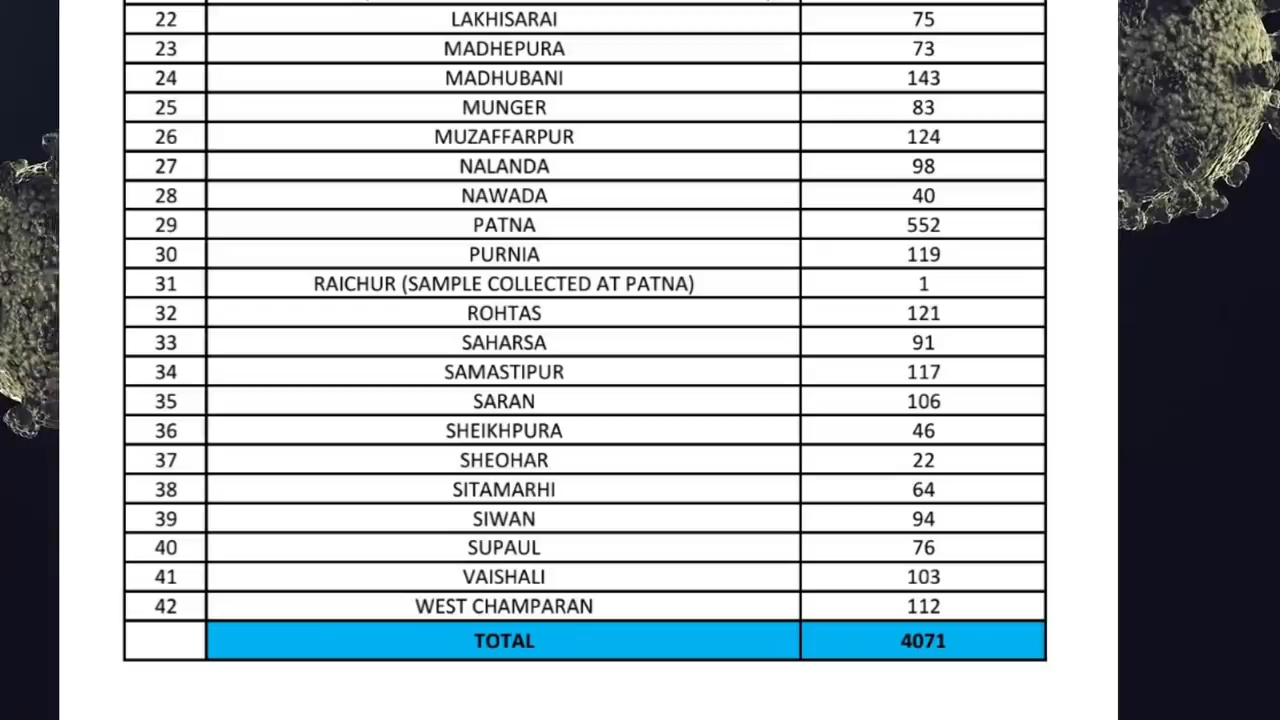 22 LAKHISARAI 75
23 MADHEPURA 73
24 MADHUBANI 143
25 MUNGER 83
26 MUZAFFARPUR 124
27 NALANDA 98
28 NAWADA 40
29 PATNA 552
30 PURNIA 119
31 RAICHUR (SAMPLE COLLECTED AT PATNA) 1
32 ROHTAS 121
33 SAHARSA 91
34 SAMASTIPUR 117
35 SARAN 106
36 SHEIKHPURA 46
37 SHEOHAR 22
38 SITAMARHI 64
39 SIWAN 94
40 SUPAUL 76
41 VAISHALI 103
42 WEST CHAMPARAN 112
TOTAL 4071